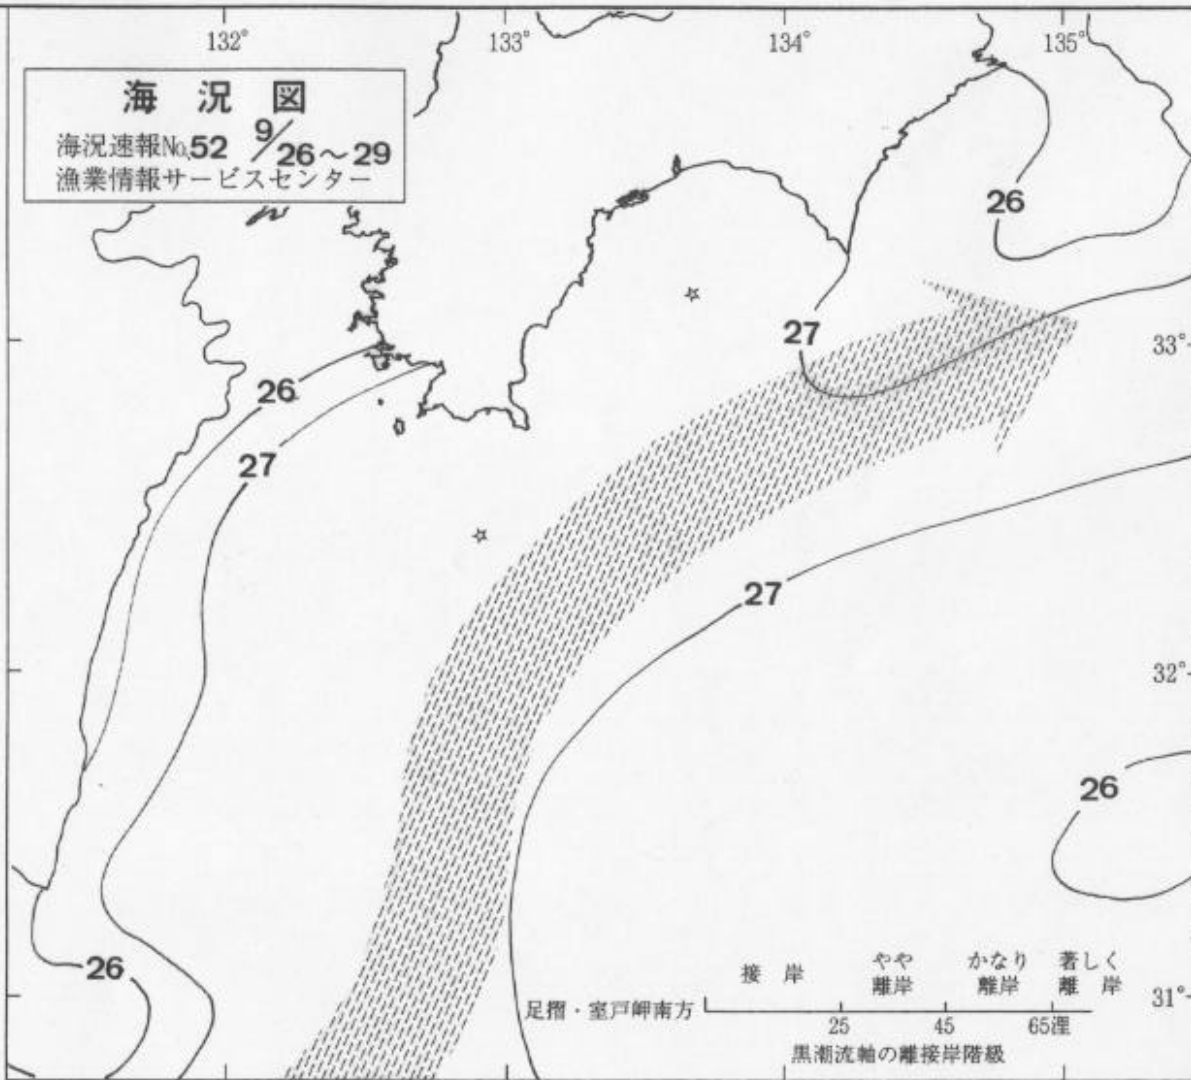 132°
133°
134°
135°
海 況 図
海況速報No.52 9/26～29
漁業情報サービスセンター
26
27
33°
26
27
27
32°
26
26
接 岸
やや離岸
かなり離岸
著しく離 岸
31°
足摺・室戸岬南方
25
45
65浬
黒潮流軸の離接岸階級